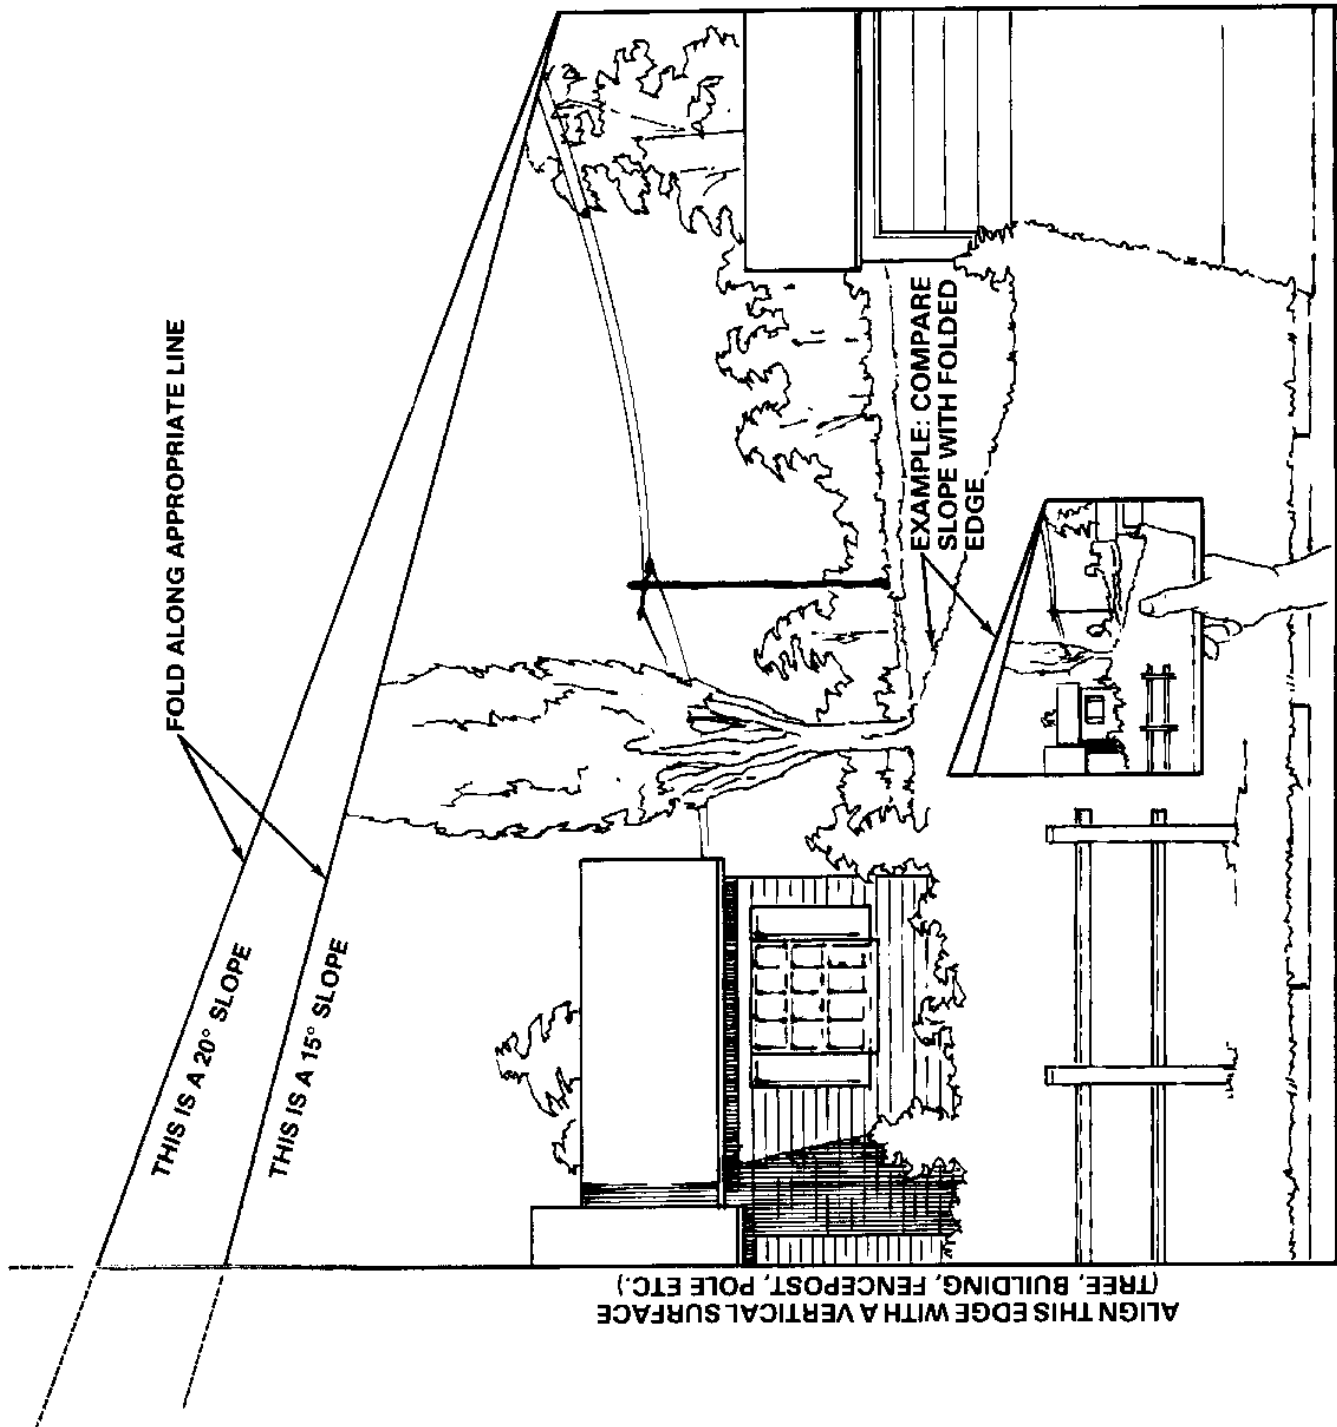 FOLD ALONG APPROPRIATE LINE
THIS IS A 20° SLOPE
THIS IS A 15° SLOPE
EXAMPLE: COMPARE
SLOPE WITH FOLDED
EDGE
ALIGN THIS EDGE WITH A VERTICAL SURFACE
(TREE, BUILDING, FENCEPOST, POLE ETC.)